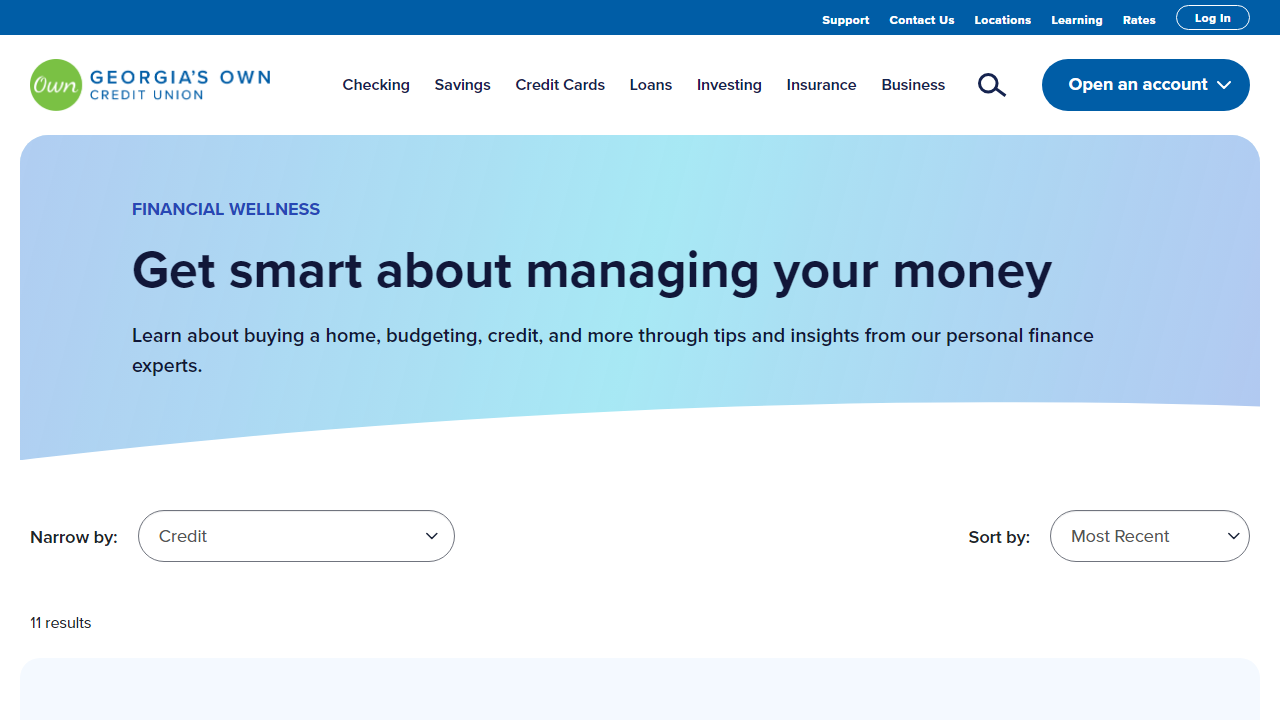 Support Contact Us Locations Learning Rates Log In
Own GEORGIA'S OWN
CREDIT UNION
Checking Savings Credit Cards Loans Investing Insurance Business Open an account
FINANCIAL WELLNESS
Get smart about managing your money
Learn about buying a home, budgeting, credit, and more through tips and insights from our personal finance
experts.
Narrow by: Credit Sort by: Most Recent
11 results